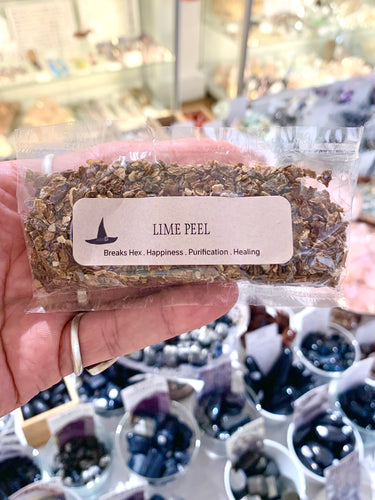 LIME PEEL
Breaks Hex . Happiness . Purification . Healing